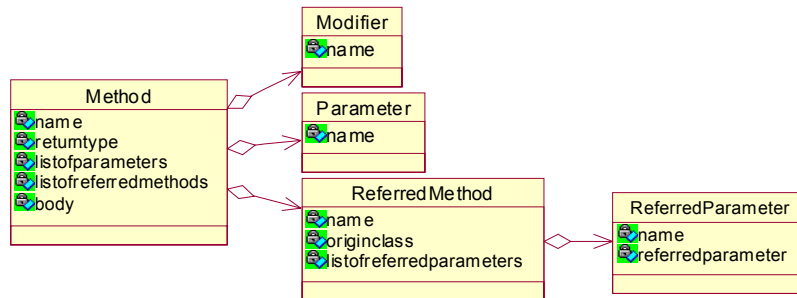 Modifier
name
Method
name
returntype
listofparameters
listofreferredmethods
body
Parameter
name
ReferredMethod
name
originclass
listofreferredparameters
ReferredParameter
name
referredparameter